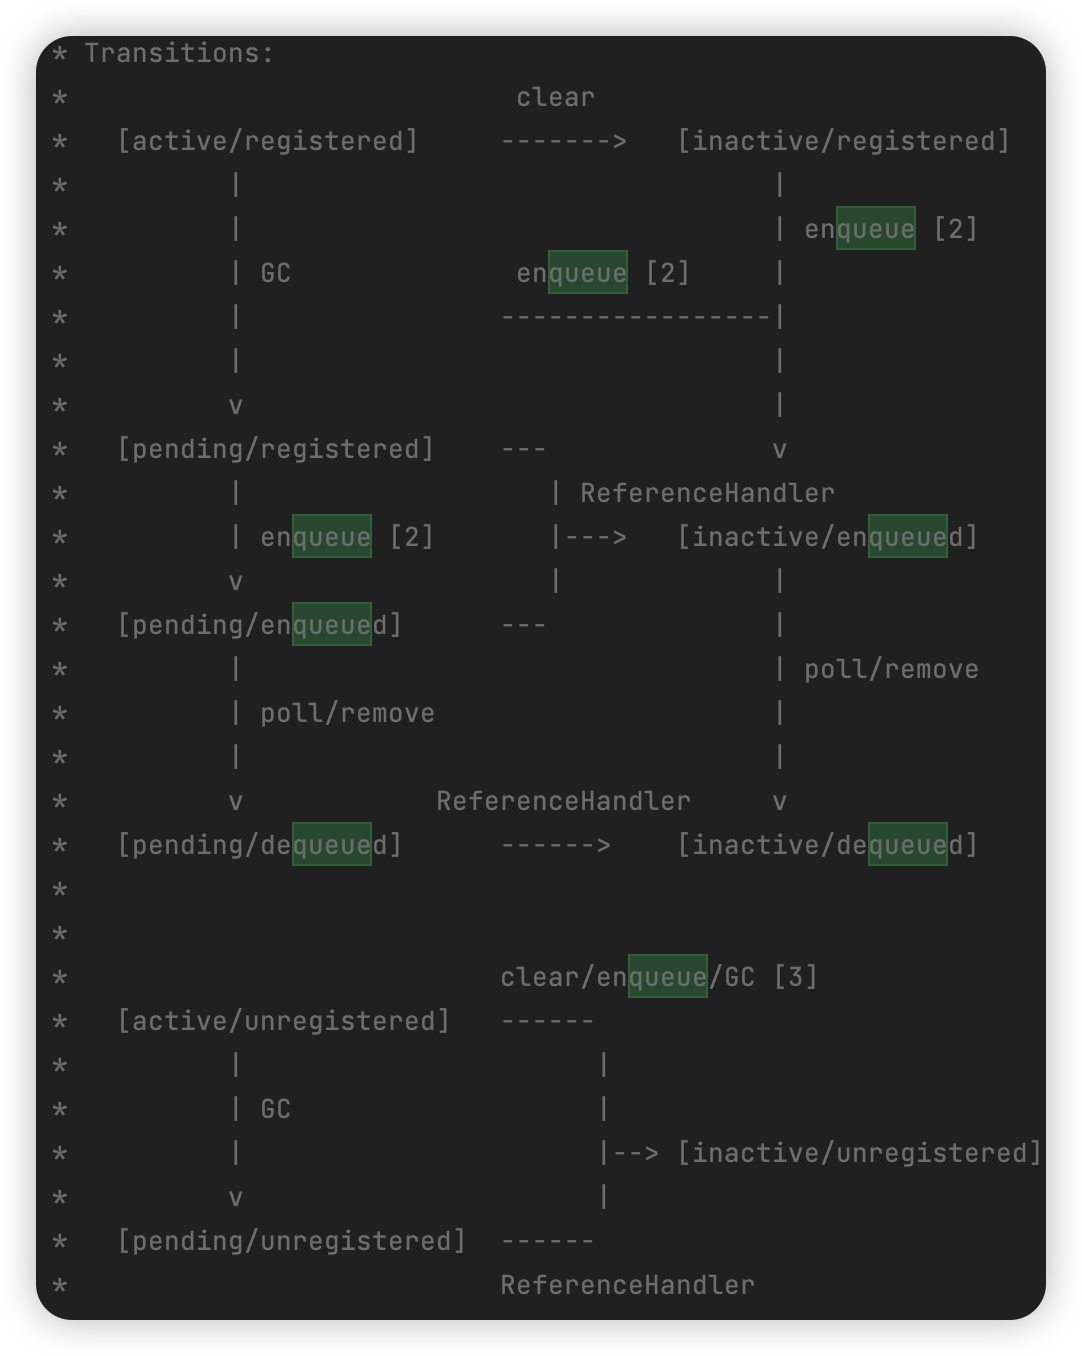 * Transitions:
*                            clear
*   [active/registered]     ------->   [inactive/registered]
*          |                                 |
*          |                                 | enqueue [2]
*          | GC              enqueue [2]     |
*          |                -----------------|
*          |                                 |
*          v                                 |
*   [pending/registered]    ---              v
*          |                   | ReferenceHandler
*          | enqueue [2]       |--->   [inactive/enqueued]
*          v                   |             |
*   [pending/enqueued]      ---              |
*          |                                 | poll/remove
*          | poll/remove                     |
*          |                                 |
*          v            ReferenceHandler     v
*   [pending/dequeued]      ------>    [inactive/dequeued]
*
*
*                           clear/enqueue/GC [3]
*   [active/unregistered]   ------
*          |                      |
*          | GC                   |
*          |                      |--> [inactive/unregistered]
*          v                      |
*   [pending/unregistered]  ------
*                           ReferenceHandler